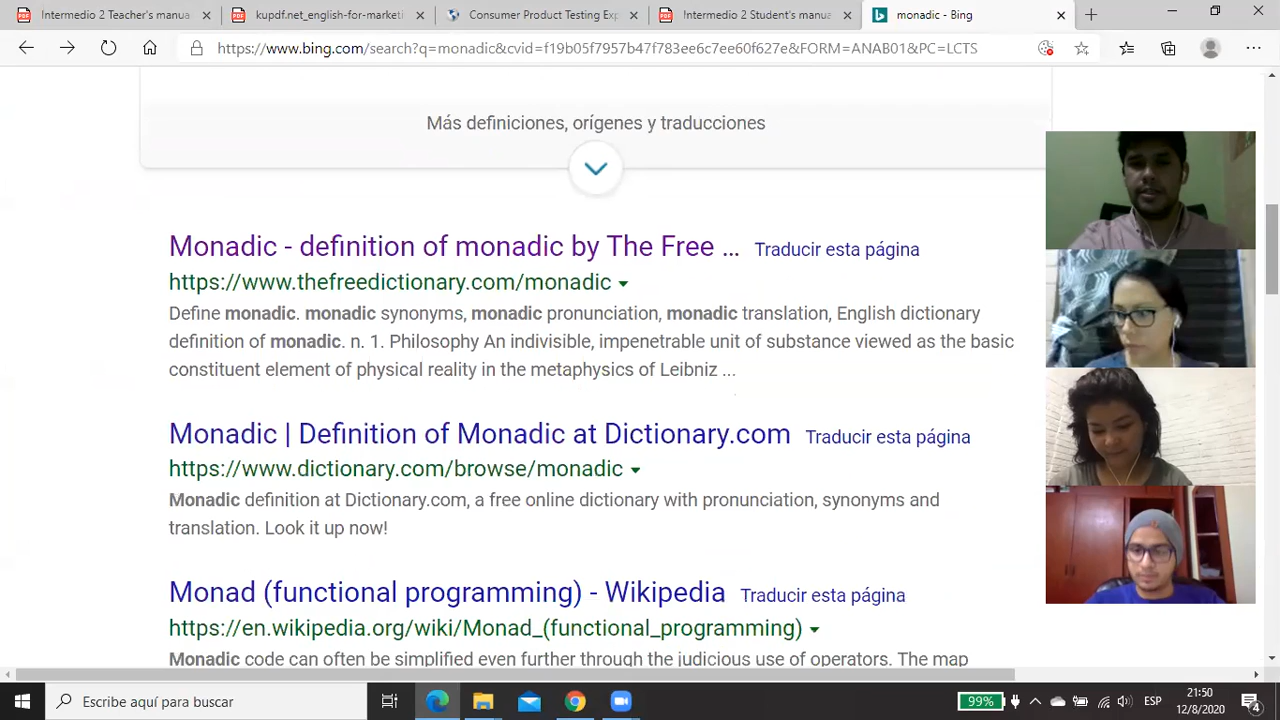 Intermedio 2 Teacher's manua
kupdf.net_english-for-marketi
Consumer Product Testing Exp
Intermedio 2 Student's manua
monadic - Bing
https://www.bing.com/search?q=monadic&cvid=f19b05f7957b47f783ee6c7ee60f627e&FORM=ANAB01&PC=LCTS
Más definiciones, orígenes y traducciones
Monadic - definition of monadic by The Free ... Traducir esta página
https://www.thefreedictionary.com/monadic
Define monadic. monadic synonyms, monadic pronunciation, monadic translation, English dictionary
definition of monadic. n. 1. Philosophy An indivisible, impenetrable unit of substance viewed as the basic
constituent element of physical reality in the metaphysics of Leibniz ...
Monadic | Definition of Monadic at Dictionary.com Traducir esta página
https://www.dictionary.com/browse/monadic
Monadic definition at Dictionary.com, a free online dictionary with pronunciation, synonyms and
translation. Look it up now!
Monad (functional programming) - Wikipedia Traducir esta página
https://en.wikipedia.org/wiki/Monad_(functional_programming)
Monadic code can often be simplified even further through the judicious use of operators. The map
Escribe aquí para buscar
99%
ESP
21:50
12/8/2020
4